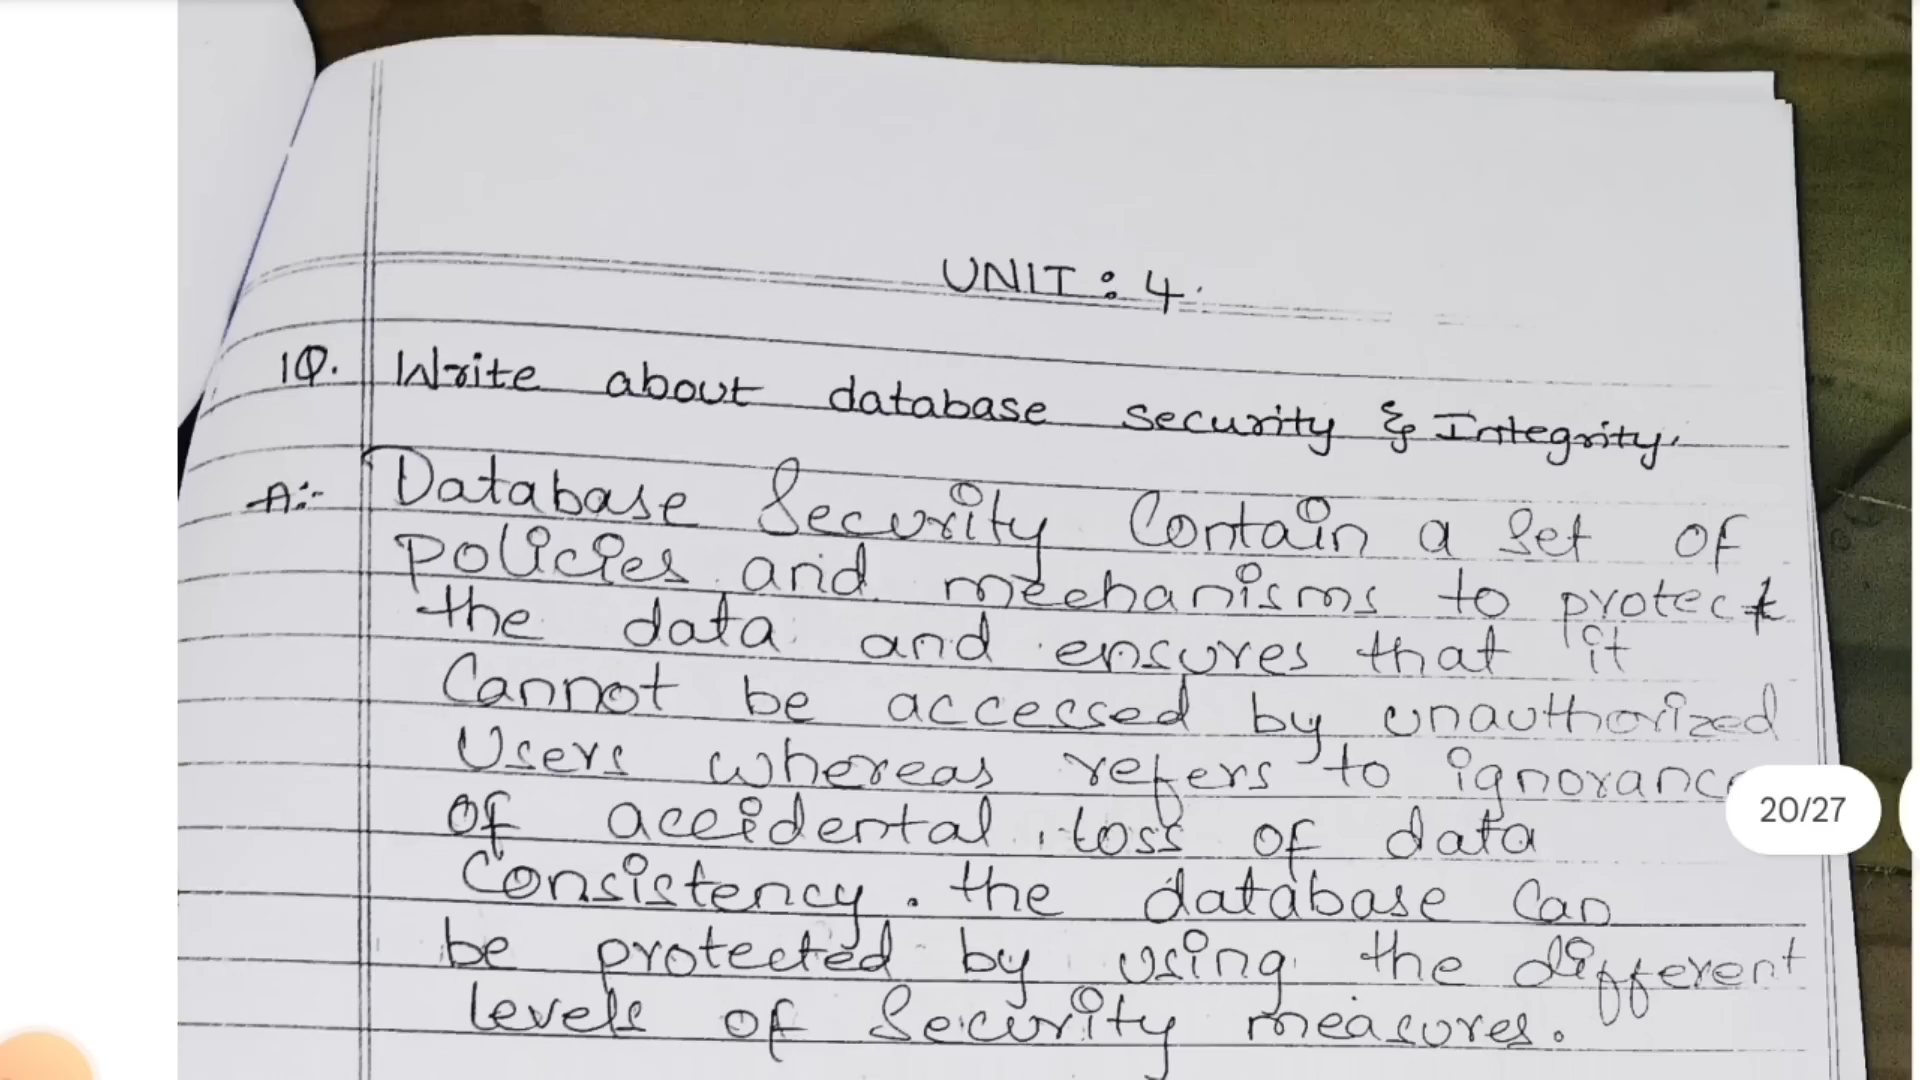 UNIT : 4.
1Q. Write about database security & Integrity.
A:- Database Security Contain a set of
policies and mechanisms to protect
the data and ensures that it
Cannot be accessed by unauthorized
Users whereas refers to ignoranc
of accidental loss of data
Consistency. the database can
be protected by using the different
levels of Security measures.
20/27